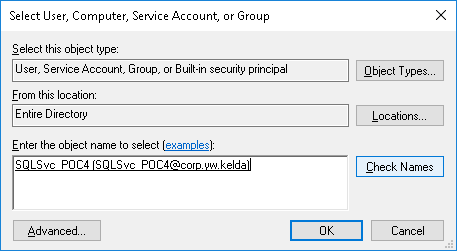 Select User, Computer, Service Account, or Group
Select this object type:
User, Service Account, Group, or Built-in security principal
Object Types...
From this location:
Entire Directory
Locations...
Enter the object name to select (examples):
SQLSvc_POC4 (SQLSvc_POC4@corp.yw.kelda)
Check Names
Advanced...
OK
Cancel